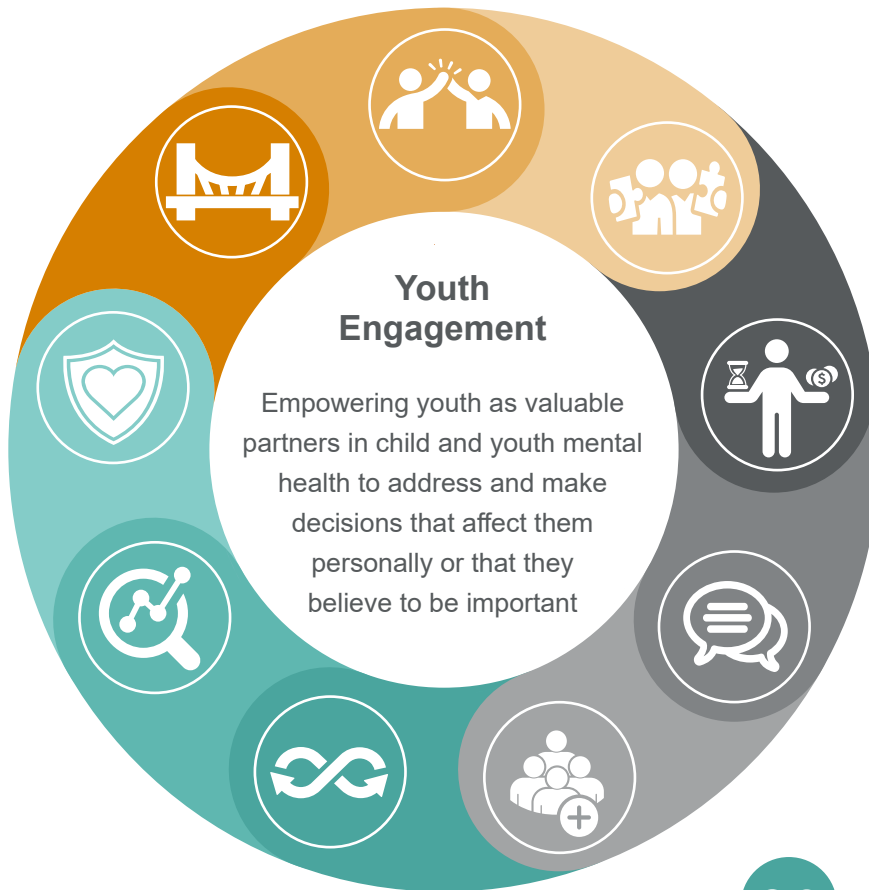 Youth
Engagement
Empowering youth as valuable
partners in child and youth mental
health to address and make
decisions that affect them
personally or that they
believe to be important
$